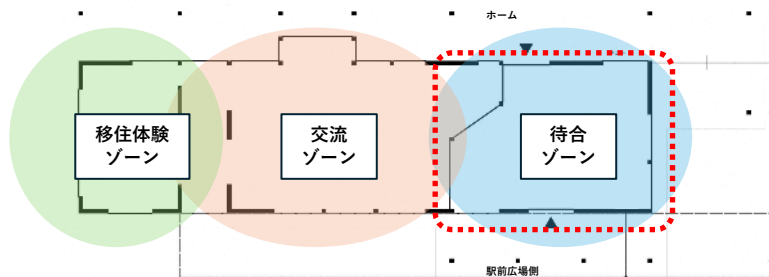 ホーム
移住体験
ゾーン
交流
ゾーン
待合
ゾーン
駅前広場側